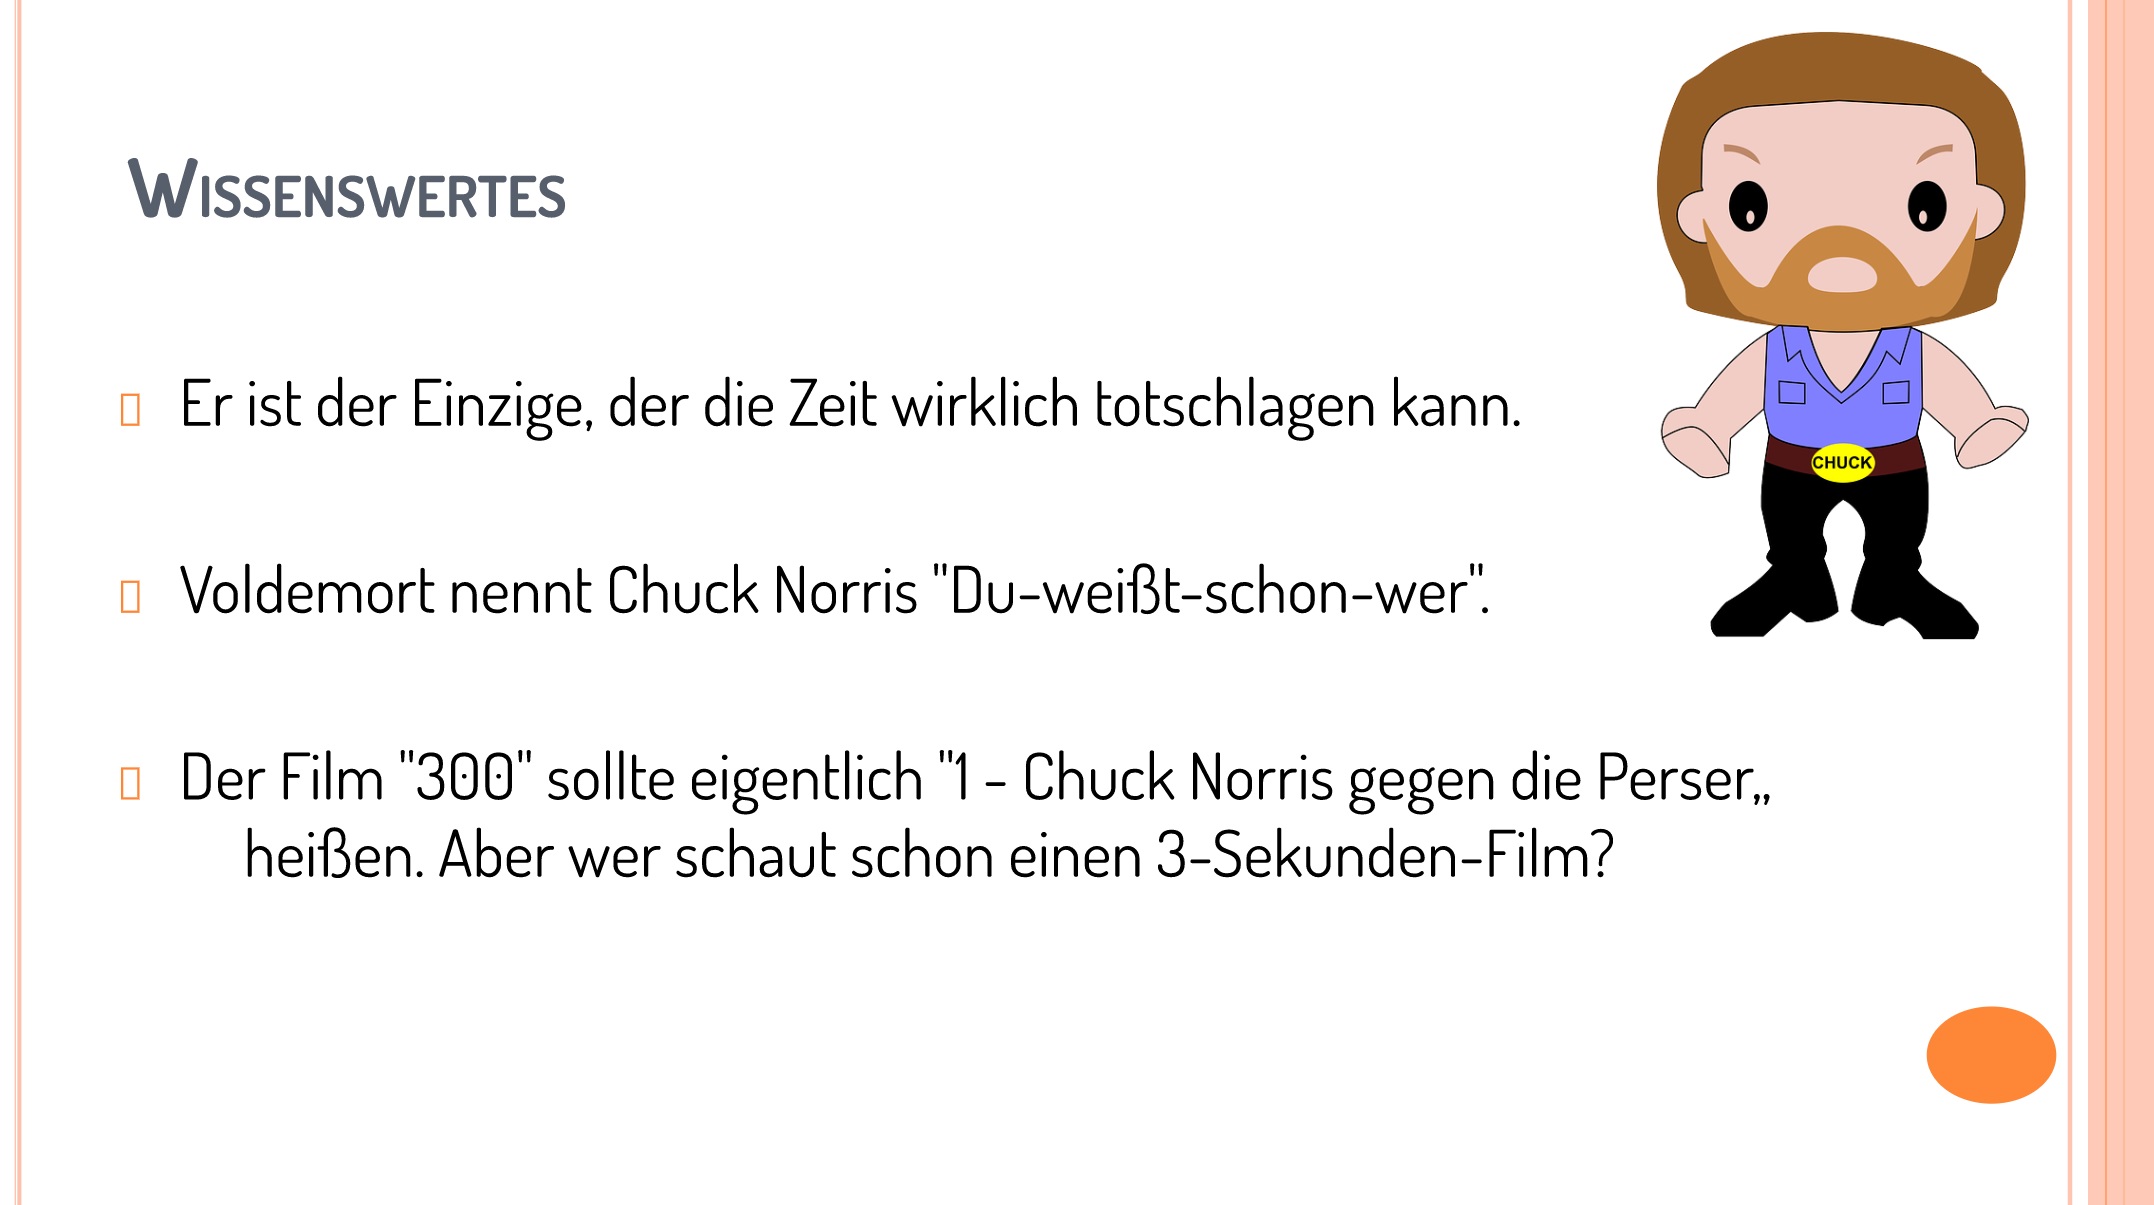 Wissenswertes
Er ist der Einzige, der die Zeit wirklich totschlagen kann.
Voldemort nennt Chuck Norris "Du-weißt-schon-wer".
Der Film "300" sollte eigentlich "1 - Chuck Norris gegen die Perser„
heißen. Aber wer schaut schon einen 3-Sekunden-Film?
CHUCK